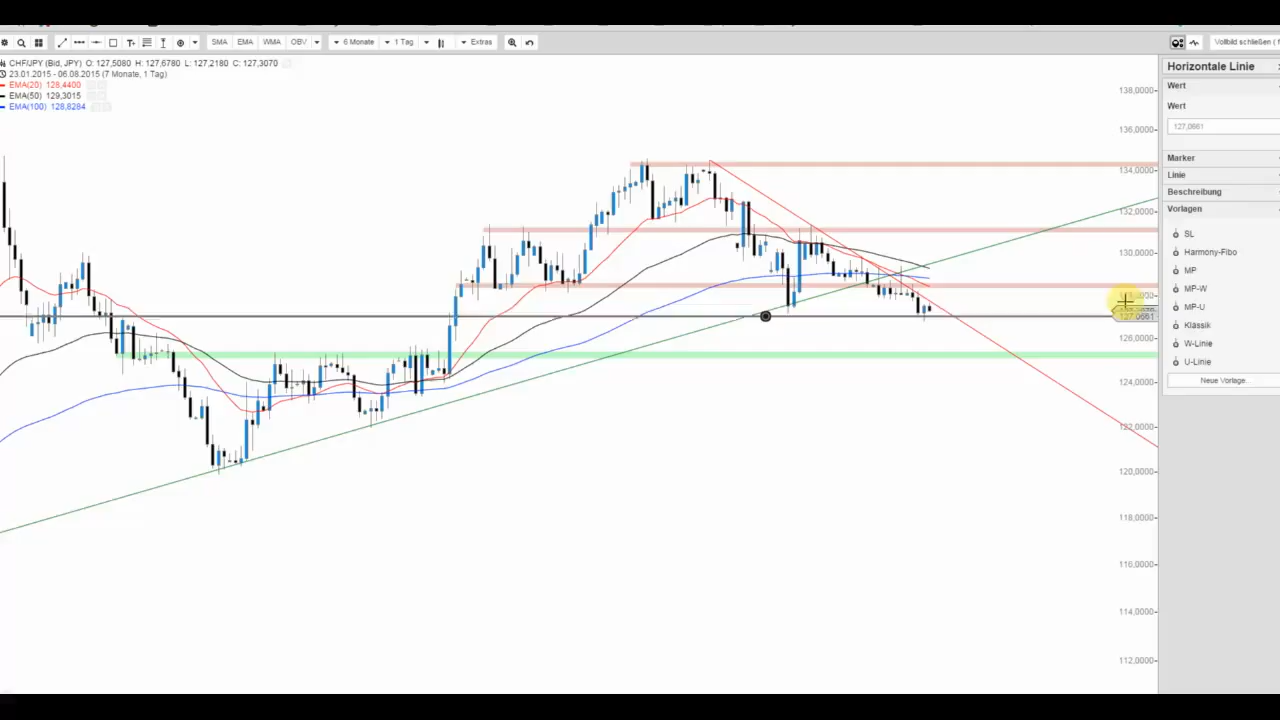 SMA EMA WMA OBV 6 Monate 1 Tag Extras Vollbild schließen ( f
CHF/JPY (Bid, JPY) O: 127,5080 H: 127,6780 L: 127,2180 C: 127,3070
23.01.2015 - 06.08.2015 (7 Monate, 1 Tag)
EMA(20) 128,4400
EMA(50) 129,3015
EMA(100) 128,8284
138,0000
136,0000
134,0000
132,0000
130,0000
127,0661
126,0000
124,0000
122,0000
120,0000
118,0000
116,0000
114,0000
112,0000
Horizontale Linie
Wert
Wert
127,0661
Marker
Linie
Beschreibung
Vorlagen
SL
Harmony-Fibo
MP
MP-W
MP-U
Klassik
W-Linie
U-Linie
Neue Vorlage...